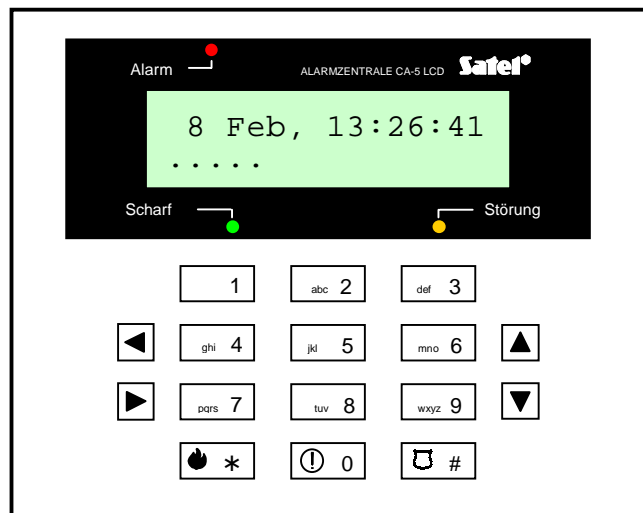 Alarm
ALARMZENTRALE CA-5 LCD Satel
8 Feb, 13:26:41
.....
Scharf
Störung
1 abc 2 def 3
ghi 4 jkl 5 mno 6
pqrs 7 tuv 8 wxyz 9
* 0 #